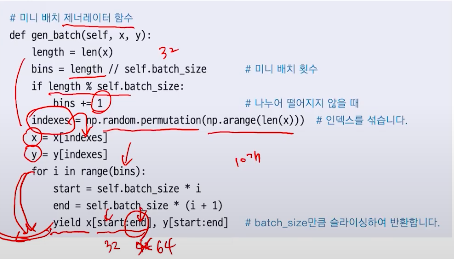 # 미니 배치 제너레이터 함수
def gen_batch(self, x, y):
length = len(x)
32
bins = length // self.batch_size # 미니 배치 횟수
if length % self.batch_size:
bins += 1 # 나누어 떨어지지 않을 때
indexes = np.random.permutation(np.arange(len(x))) # 인덱스를 섞습니다.
x = x[indexes]
y = y[indexes]
for i in range(bins):
start = self.batch_size * i
end = self.batch_size * (i + 1)
yield x[start:end], y[start:end] # batch_size만큼 슬라이싱하여 반환합니다.
32 64